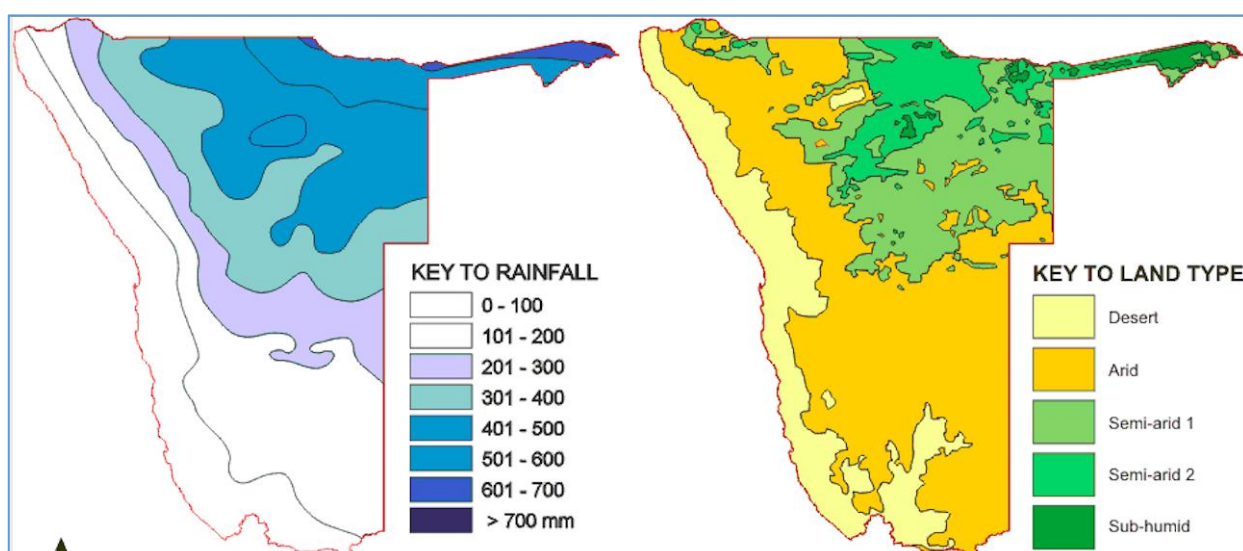 KEY TO RAINFALL
0 - 100
101 - 200
201 - 300
301 - 400
401 - 500
501 - 600
601 - 700
> 700 mm
KEY TO LAND TYPE
Desert
Arid
Semi-arid 1
Semi-arid 2
Sub-humid